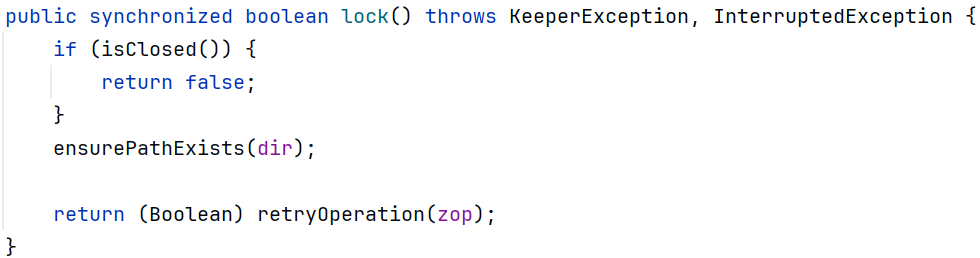 public synchronized boolean lock() throws KeeperException, InterruptedException {
    if (isClosed()) {
        return false;
    }
    ensurePathExists(dir);

    return (Boolean) retryOperation(zop);
}